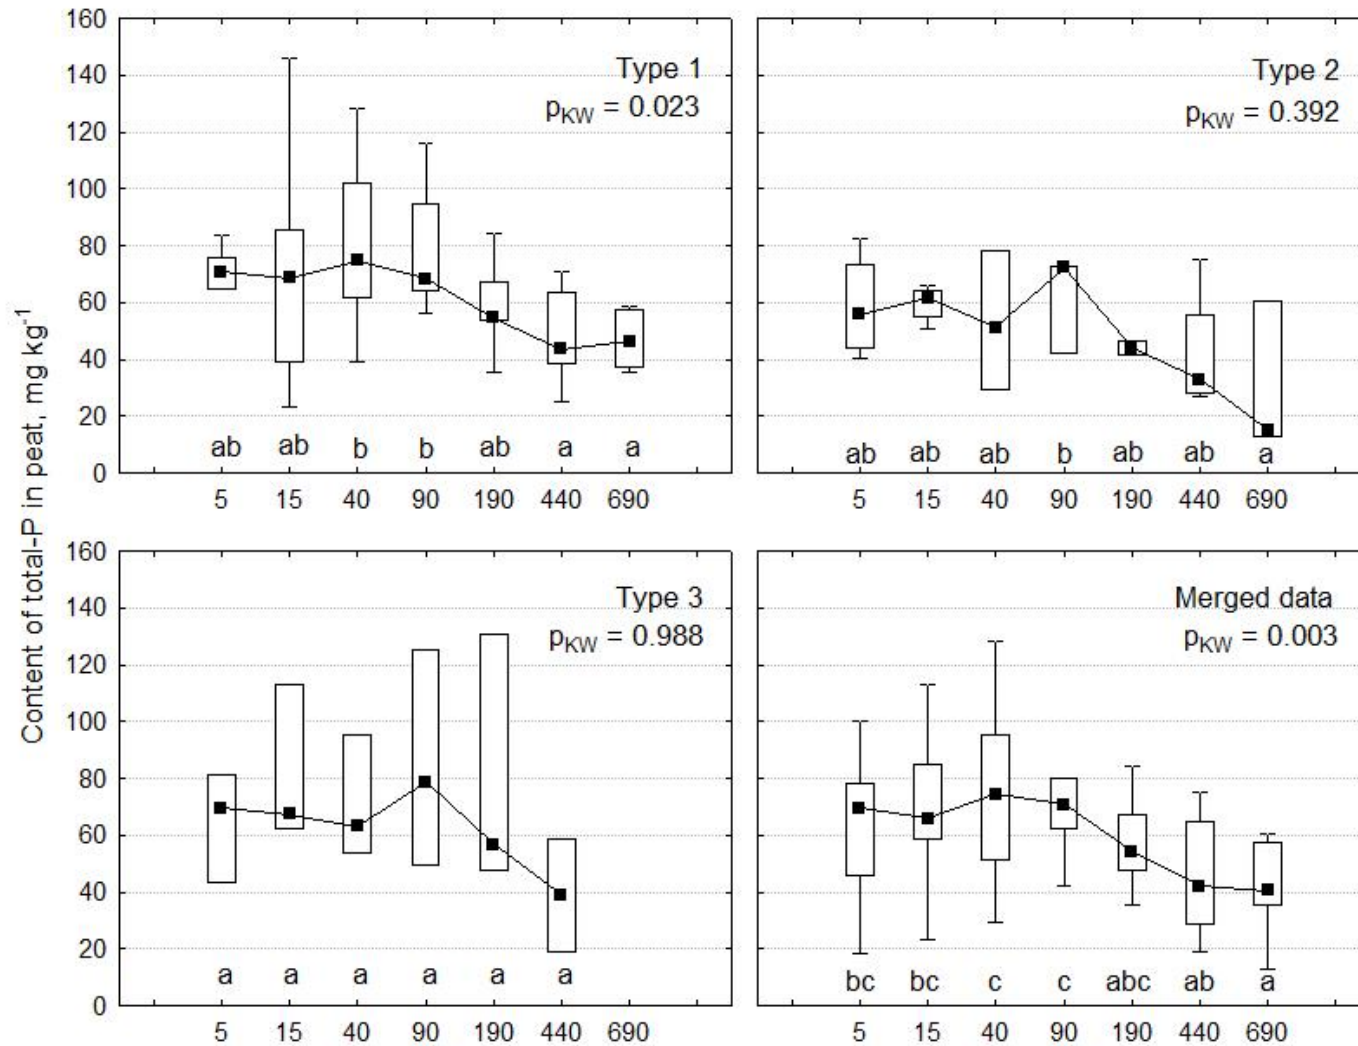 Content of total-P in peat, mg kg-1
160
140
120
100
80
60
40
20
0
Type 1
pKW = 0.023
ab ab b b ab a a
5 15 40 90 190 440 690
Type 2
pKW = 0.392
ab ab ab b ab ab a
5 15 40 90 190 440 690
160
140
120
100
80
60
40
20
0
Type 3
pKW = 0.988
a a a a a a
5 15 40 90 190 440 690
Merged data
pKW = 0.003
bc bc c c abc ab a
5 15 40 90 190 440 690